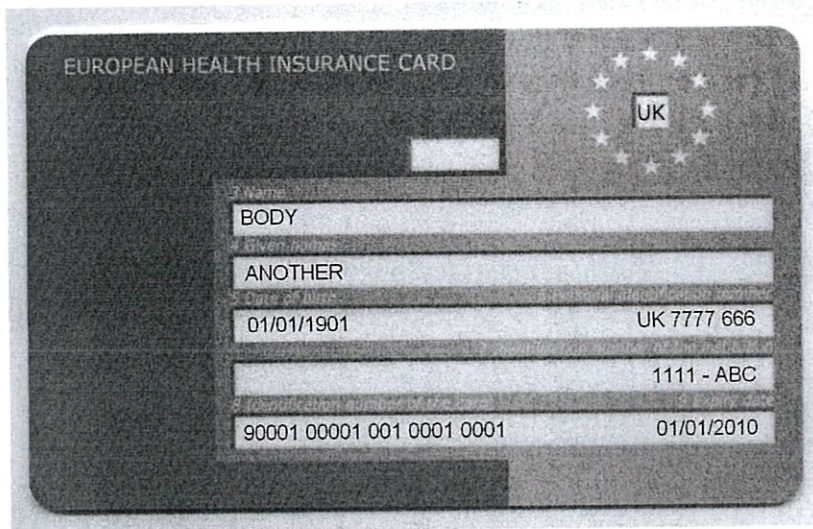 EUROPEAN HEALTH INSURANCE CARD
UK
3 Name
BODY
4 Given names
ANOTHER
5 Date of Birth
01/01/1901 UK 7777 666
1111 - ABC
8 Identification number of the card 9 Expiry date
90001 00001 001 0001 0001 01/01/2010